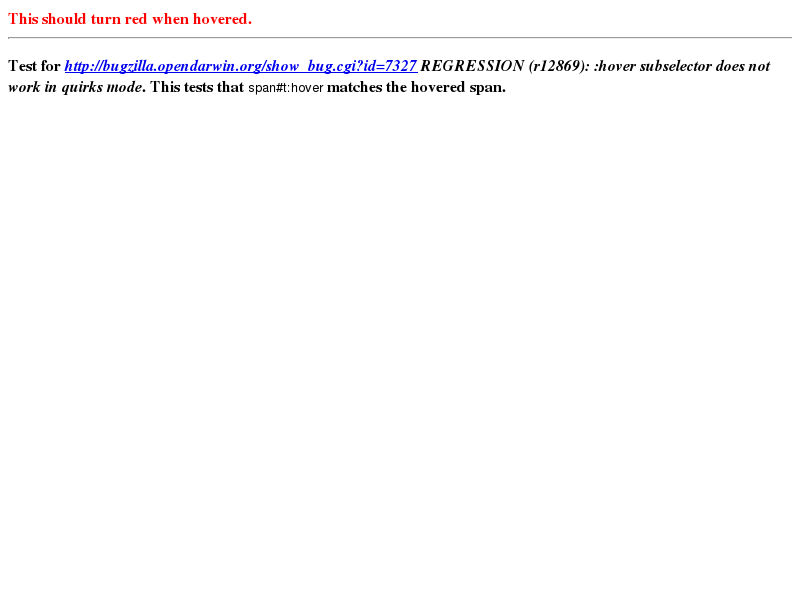 This should turn red when hovered.
Test for http://bugzilla.opendarwin.org/show_bug.cgi?id=7327 REGRESSION (r12869): :hover subselector does not
work in quirks mode. This tests that span#t:hover matches the hovered span.